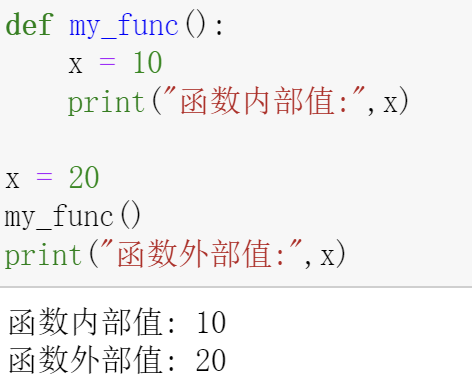 def my_func():
    x = 10
    print("函数内部值:",x)

x = 20
my_func()
print("函数外部值:",x)
函数内部值: 10
函数外部值: 20